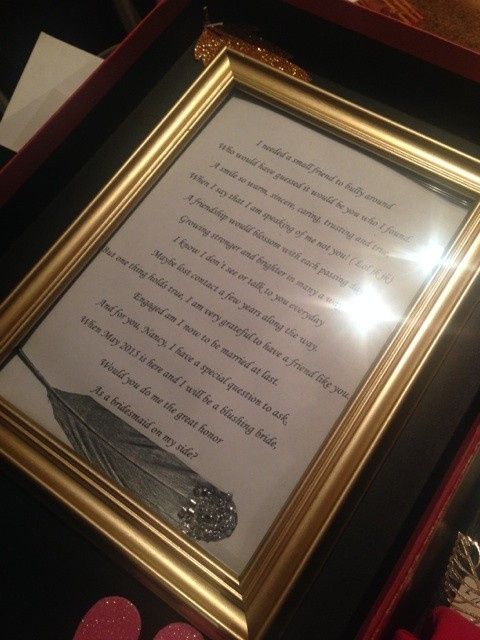 I needed a small friend to bully around
Who would have guessed it would be you who I found.
A smile so warm, sincere, caring, trusting and true,
When I say that I am speaking of me not you! (Lol JK JK)
A friendship would blossom with each passing day
Growing stronger and brighter in many a way.
I know I don't see or talk to you everyday
Maybe lost contact a few years along the way.
But one thing holds true, I am very grateful to have a friend like you.
Engaged am I now to be married at last.
And for you, Nancy, I have a special question to ask,
When May 2015 is here and I will be a blushing bride,
Would you do me the great honor
As a bridesmaid on my side?